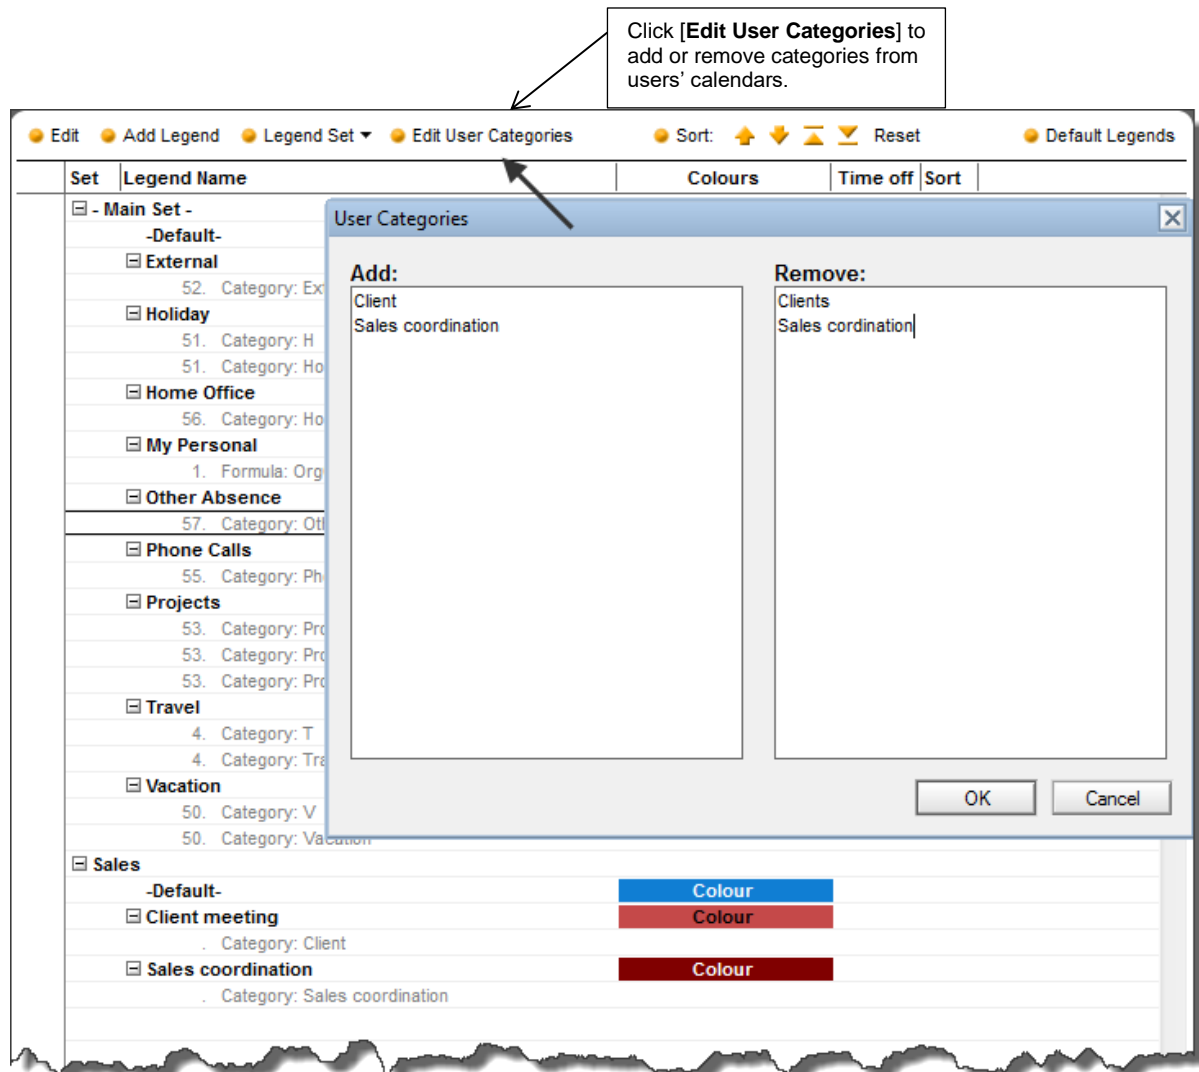 Click [Edit User Categories] to
add or remove categories from
users' calendars.
Edit Add Legend Legend Set Edit User Categories Sort: Reset Default Legends
Set Legend Name Colours Time off Sort
- Main Set -
-Default-
External
52. Category: Ex
Holiday
51. Category: H
51. Category: Ho
Home Office
56. Category: Ho
My Personal
1. Formula: Org
Other Absence
57. Category: Oth
Phone Calls
55. Category: Ph
Projects
53. Category: Pro
53. Category: Pro
53. Category: Pro
Travel
4. Category: T
4. Category: Tra
Vacation
50. Category: V
50. Category: Vacation
User Categories
Add:
Client
Sales coordination
Remove:
Clients
Sales cordination
OK Cancel
Sales
-Default- Colour
Client meeting Colour
. Category: Client
Sales coordination Colour
. Category: Sales coordination